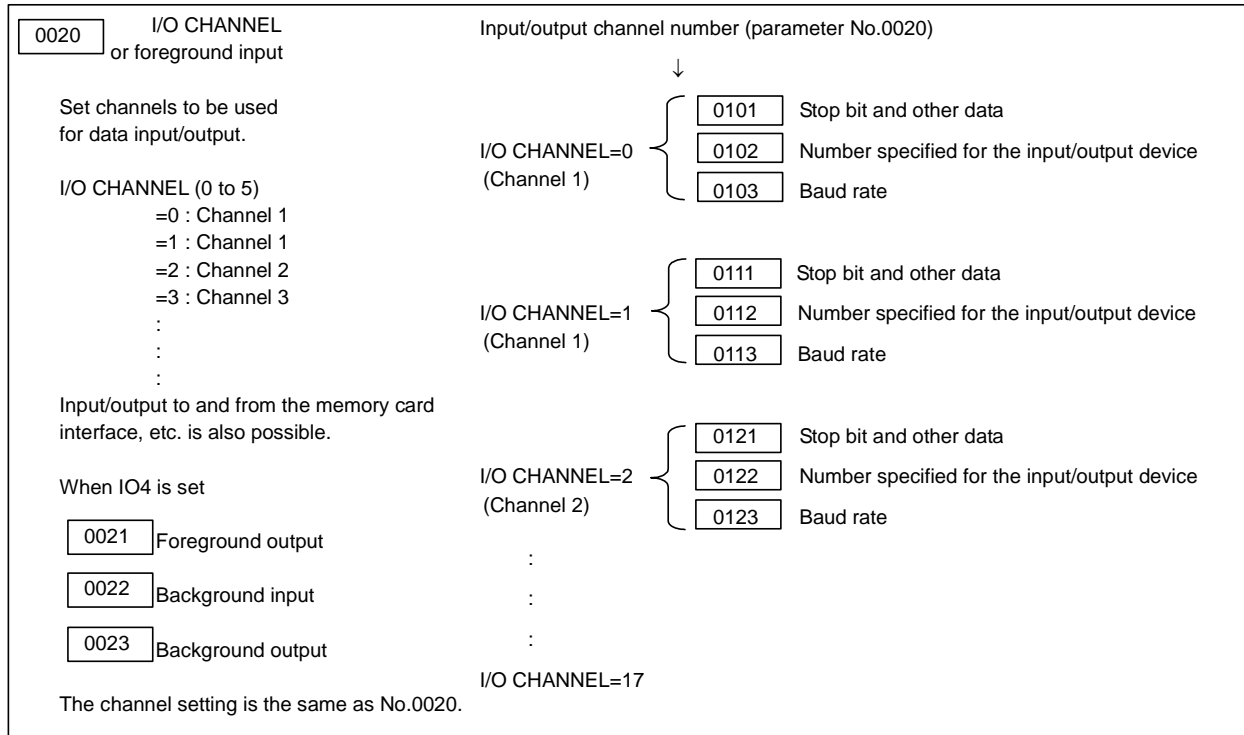 0020 I/O CHANNEL
or foreground input
Set channels to be used
for data input/output.
I/O CHANNEL (0 to 5)
=0 : Channel 1
=1 : Channel 1
=2 : Channel 2
=3 : Channel 3
:
:
:
Input/output to and from the memory card
interface, etc. is also possible.
When IO4 is set
0021 Foreground output
0022 Background input
0023 Background output
The channel setting is the same as No.0020.
Input/output channel number (parameter No.0020)
↓
I/O CHANNEL=0
(Channel 1)
0101 Stop bit and other data
0102 Number specified for the input/output device
0103 Baud rate
I/O CHANNEL=1
(Channel 1)
0111 Stop bit and other data
0112 Number specified for the input/output device
0113 Baud rate
I/O CHANNEL=2
(Channel 2)
0121 Stop bit and other data
0122 Number specified for the input/output device
0123 Baud rate
:
:
:
I/O CHANNEL=17